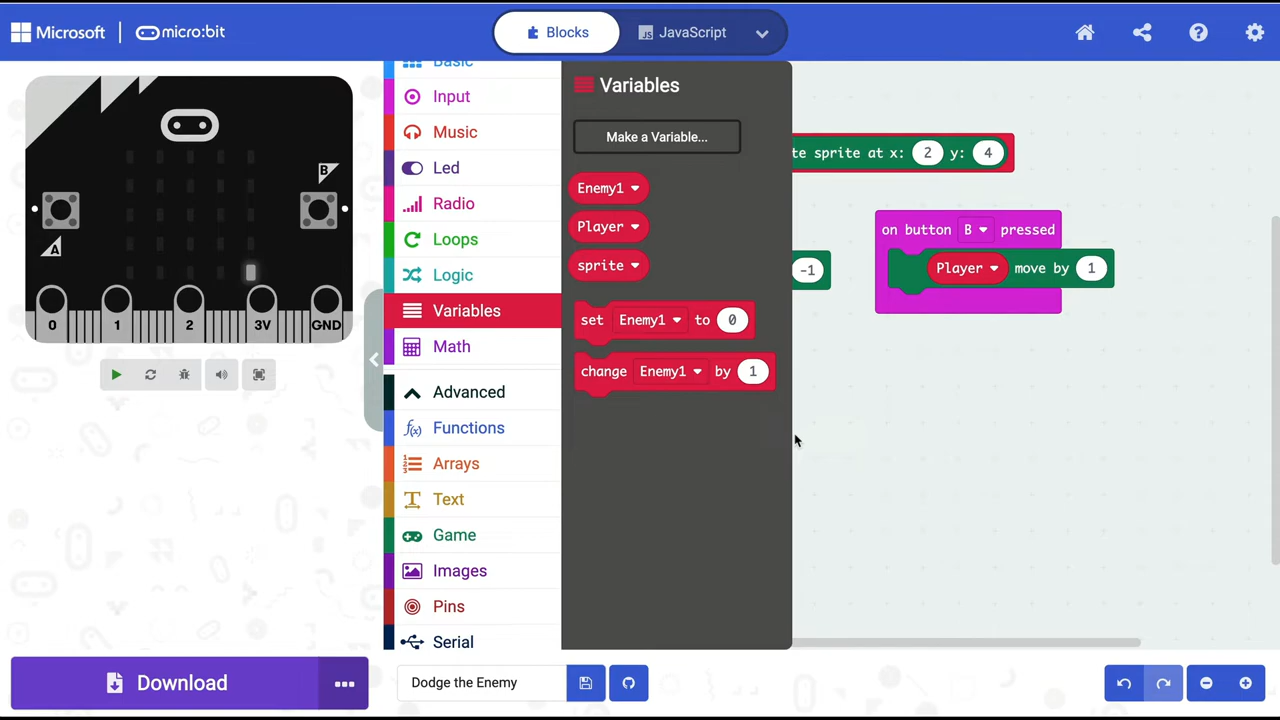 Microsoft | micro:bit
Blocks
JavaScript
A
B
0 1 2 3V GND
Download
Basic
Input
Music
Led
Radio
Loops
Logic
Variables
Math
Advanced
Functions
Arrays
Text
Game
Images
Pins
Serial
Variables
Make a Variable...
Enemy1
Player
sprite
set Enemy1 to 0
change Enemy1 by 1
te sprite at x: 2 y: 4
-1
on button B pressed
Player move by 1
Dodge the Enemy